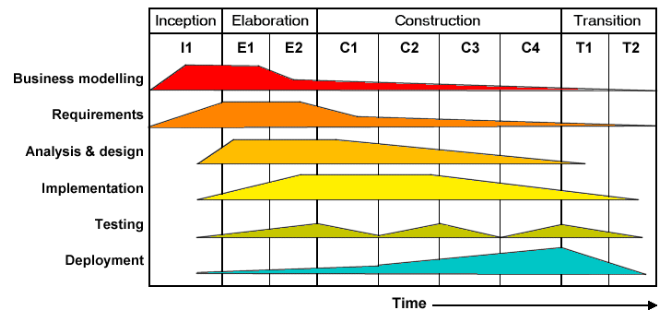 Inception Elaboration Construction Transition
I1 E1 E2 C1 C2 C3 C4 T1 T2
Business modelling
Requirements
Analysis & design
Implementation
Testing
Deployment
Time